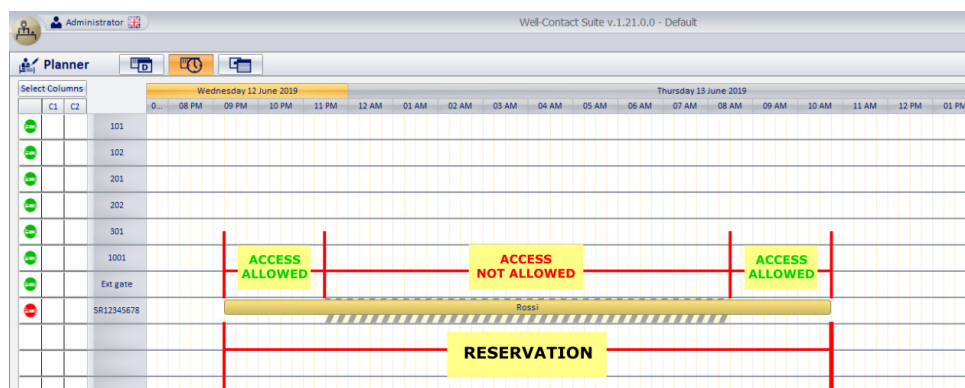 Administrator
Well-Contact Suite v.1.21.0.0 - Default
Planner
D
Select Columns
Wednesday 12 June 2019
Thursday 13 June 2019
C1 C2
0... 08 PM 09 PM 10 PM 11 PM 12 AM 01 AM 02 AM 03 AM 04 AM 05 AM 06 AM 07 AM 08 AM 09 AM 10 AM 11 AM 12 PM 01 PM
101
102
201
202
301
1001
ACCESS
ALLOWED
ACCESS
NOT ALLOWED
ACCESS
ALLOWED
Ext gate
SR12345678
Rossi
RESERVATION